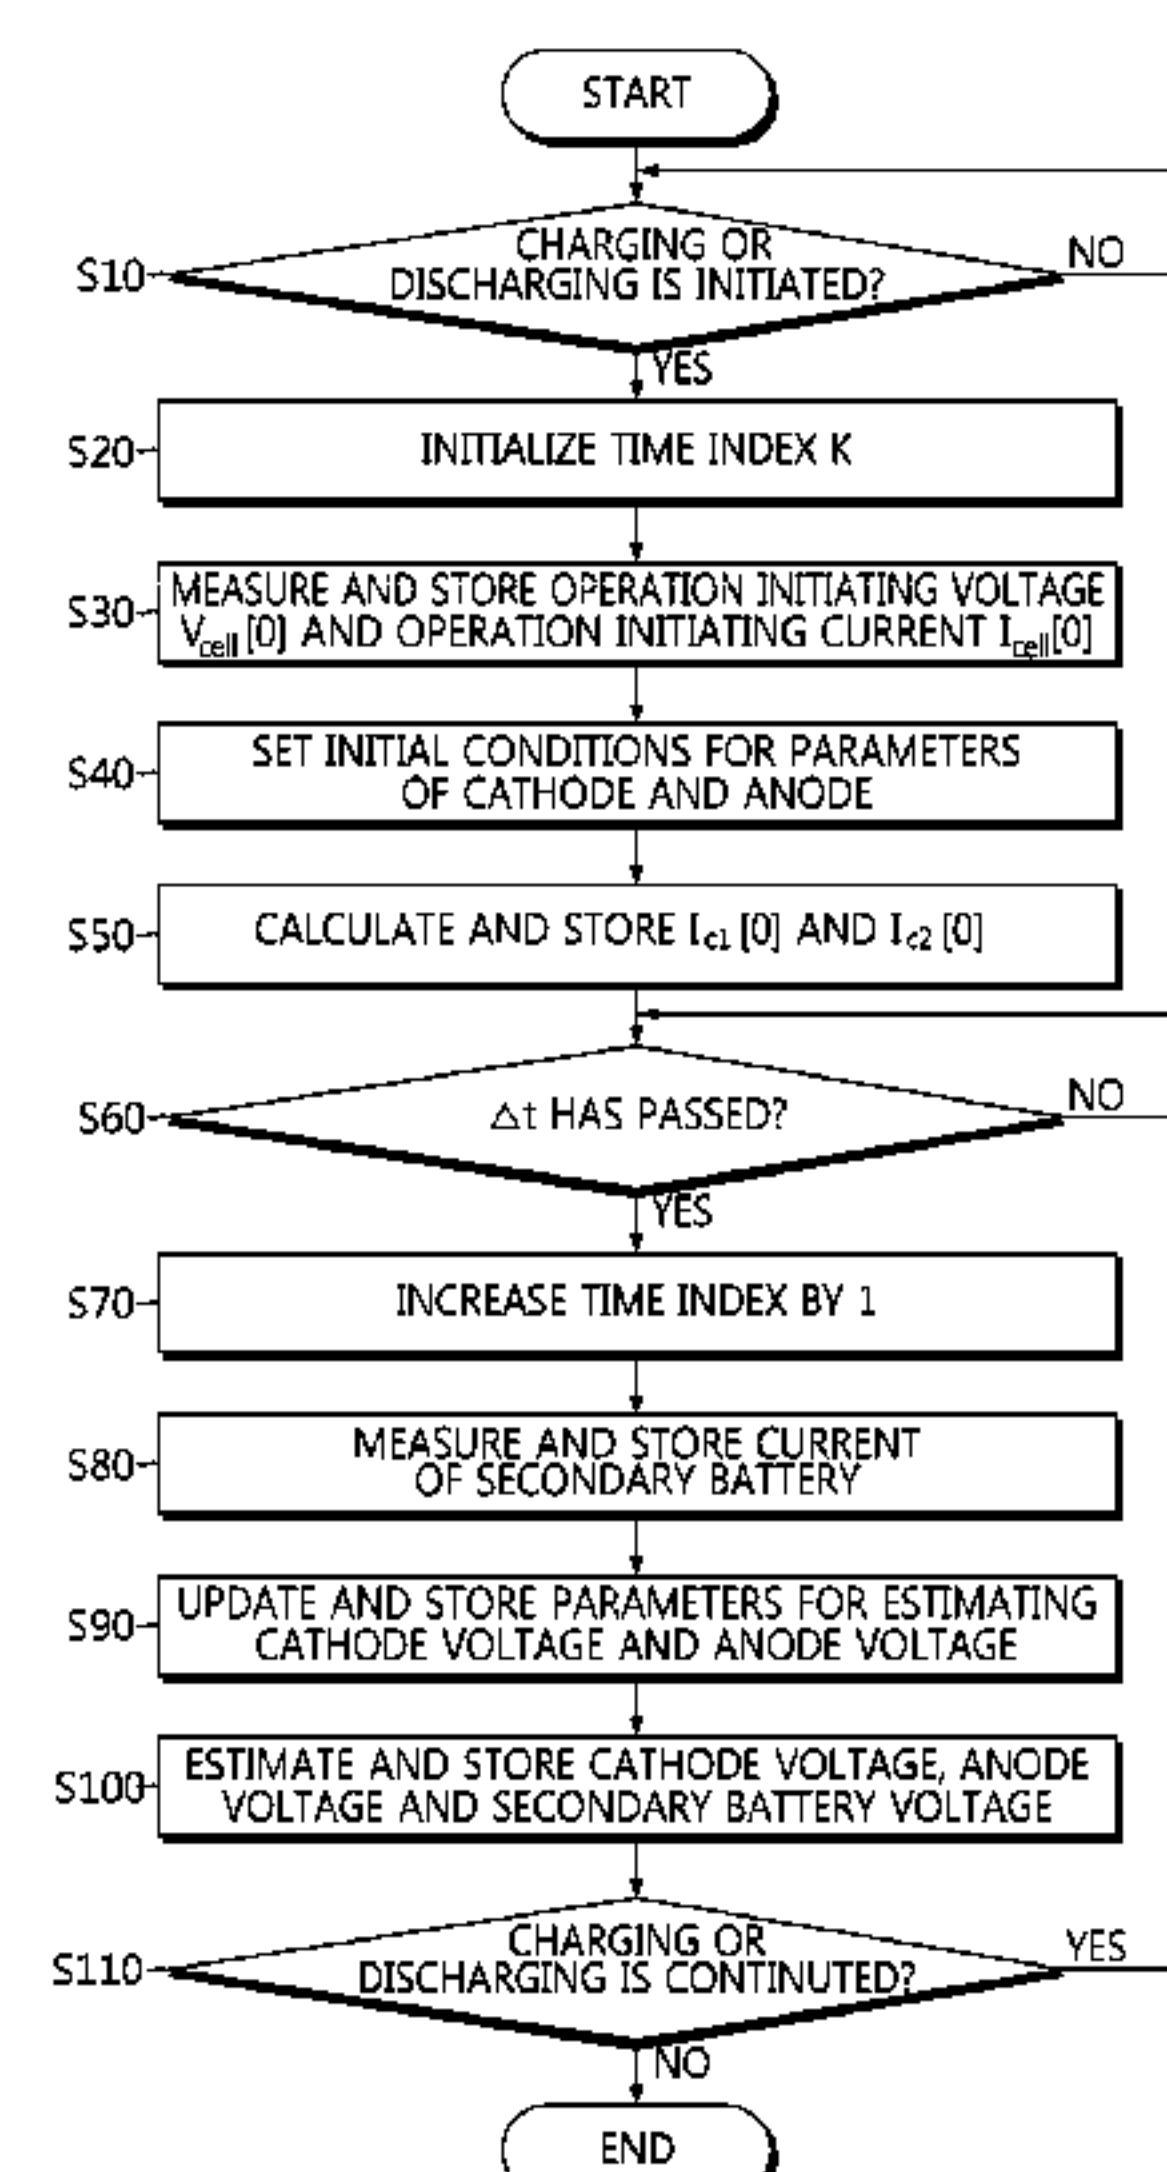 START
CHARGING OR
DISCHARGING IS INITIATED?
S10
NO
YES
S20
INITIALIZE TIME INDEX K
S30
MEASURE AND STORE OPERATION INITIATING VOLTAGE
Vcell [0] AND OPERATION INITIATING CURRENT Icell[0]
S40
SET INITIAL CONDITIONS FOR PARAMETERS
OF CATHODE AND ANODE
S50
CALCULATE AND STORE Ic1 [0] AND Ic2 [0]
S60
△t HAS PASSED?
NO
YES
S70
INCREASE TIME INDEX BY 1
S80
MEASURE AND STORE CURRENT
OF SECONDARY BATTERY
S90
UPDATE AND STORE PARAMETERS FOR ESTIMATING
CATHODE VOLTAGE AND ANODE VOLTAGE
S100
ESTIMATE AND STORE CATHODE VOLTAGE, ANODE
VOLTAGE AND SECONDARY BATTERY VOLTAGE
S110
CHARGING OR
DISCHARGING IS CONTINUTED?
YES
NO
END